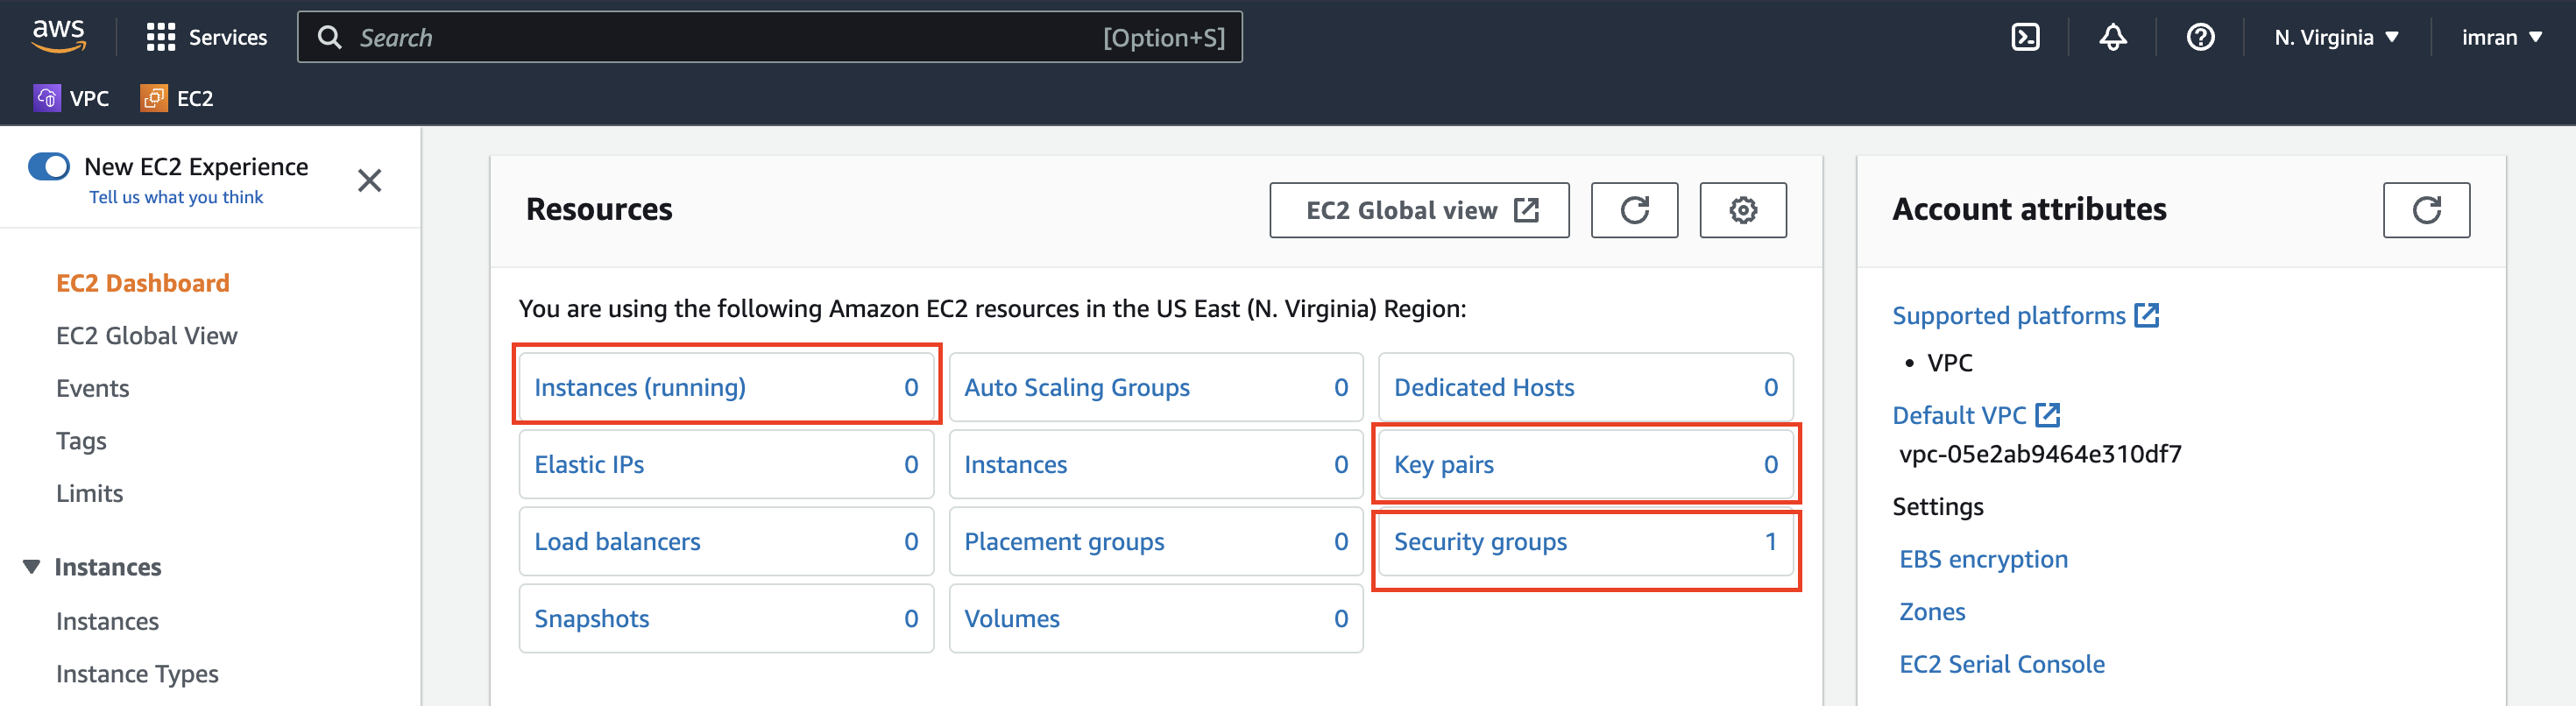 aws
Services
Search [Option+S]
N. Virginia
imran
VPC
EC2
New EC2 Experience
Tell us what you think
EC2 Dashboard
EC2 Global View
Events
Tags
Limits
Instances
Instances
Instance Types
Resources
EC2 Global view
You are using the following Amazon EC2 resources in the US East (N. Virginia) Region:
Instances (running) 0
Auto Scaling Groups 0
Dedicated Hosts 0
Elastic IPs 0
Instances 0
Key pairs 0
Load balancers 0
Placement groups 0
Security groups 1
Snapshots 0
Volumes 0
Account attributes
Supported platforms
• VPC
Default VPC
vpc-05e2ab9464e310df7
Settings
EBS encryption
Zones
EC2 Serial Console